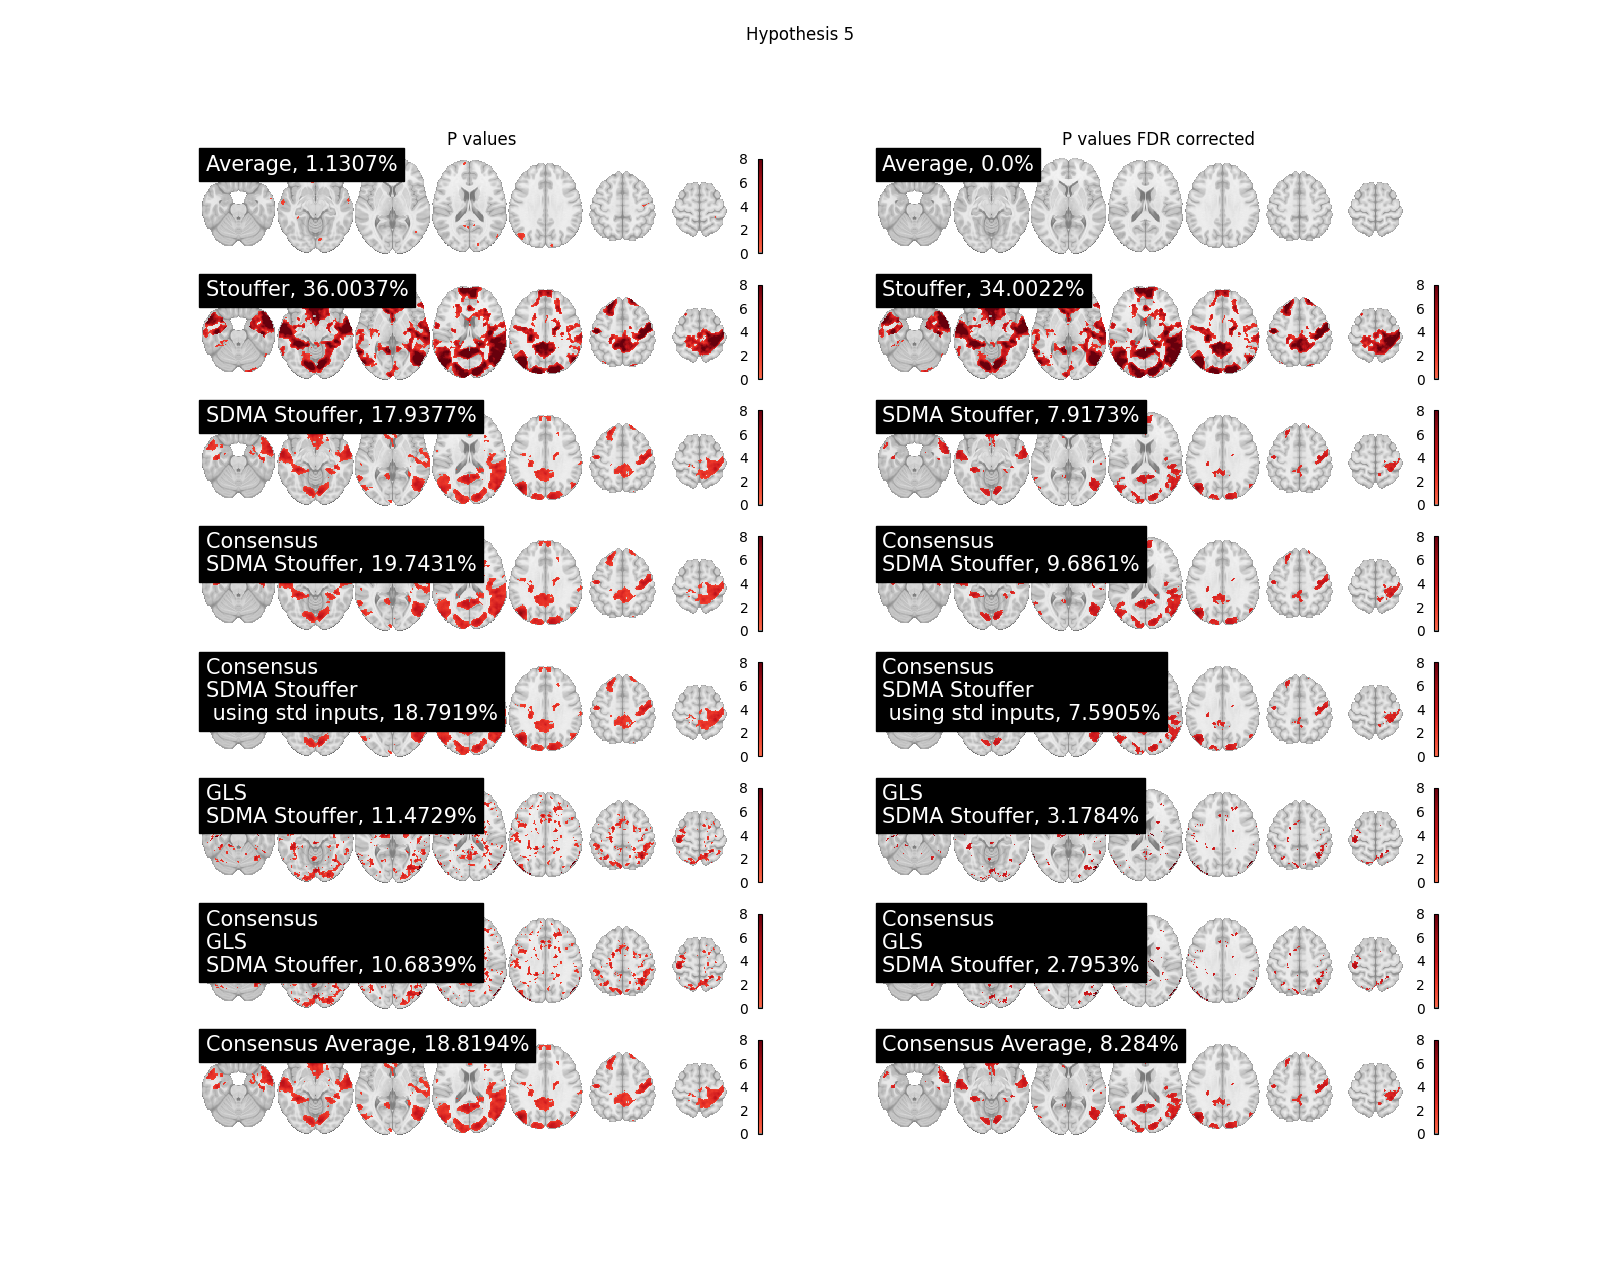 Hypothesis 5
P values
P values FDR corrected
Average, 1.1307%
8
6
4
2
0
Average, 0.0%
8
6
4
2
0
Stouffer, 36.0037%
8
6
4
2
0
Stouffer, 34.0022%
8
6
4
2
0
SDMA Stouffer, 17.9377%
8
6
4
2
0
SDMA Stouffer, 7.9173%
8
6
4
2
0
Consensus
SDMA Stouffer, 19.7431%
8
6
4
2
0
Consensus
SDMA Stouffer, 9.6861%
8
6
4
2
0
Consensus
SDMA Stouffer
using std inputs, 18.7919%
8
6
4
2
0
Consensus
SDMA Stouffer
using std inputs, 7.5905%
8
6
4
2
0
GLS
SDMA Stouffer, 11.4729%
8
6
4
2
0
GLS
SDMA Stouffer, 3.1784%
8
6
4
2
0
Consensus
GLS
SDMA Stouffer, 10.6839%
8
6
4
2
0
Consensus
GLS
SDMA Stouffer, 2.7953%
8
6
4
2
0
Consensus Average, 18.8194%
8
6
4
2
0
Consensus Average, 8.284%
8
6
4
2
0